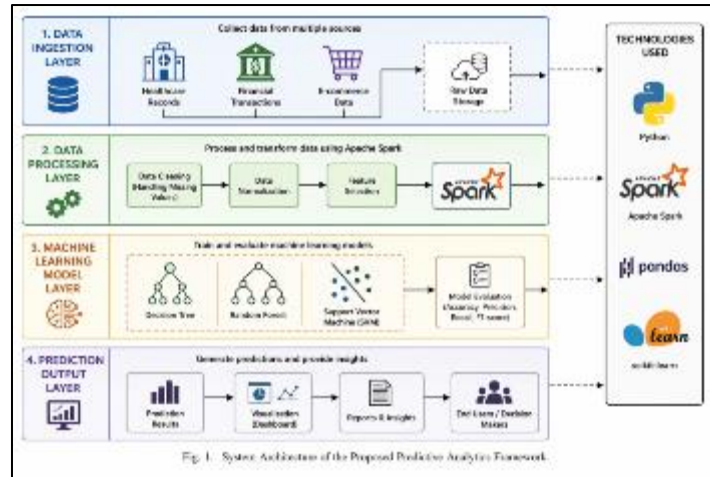 1. DATA
INGESTION
LAYER
Collect data from multiple sources
Healthcare
Records
Financial
Transactions
E-commerce
Data
Raw Data
Storage
2. DATA
PROCESSING
LAYER
Process and transform data using Apache Spark
Data Cleaning
(Handling Missing
Values)
Data
Normalization
Feature
Selection
APACHE
Spark
3. MACHINE
LEARNING
MODEL
LAYER
Train and evaluate machine learning models
Decision Tree
Random Forest
Support Vector
Machine (SVM)
Model Evaluation
(Accuracy, Precision,
Recall, F1-score)
4. PREDICTION
OUTPUT
LAYER
Generate predictions and provide insights
Prediction
Results
Visualization
(Dashboard)
Reports & Insights
End Users / Decision
Makers
TECHNOLOGIES
USED
Python
APACHE
Spark
Apache Spark
pandas
learn
scikit-learn
Fig. 1. System Architecture of the Proposed Predictive Analytics Framework